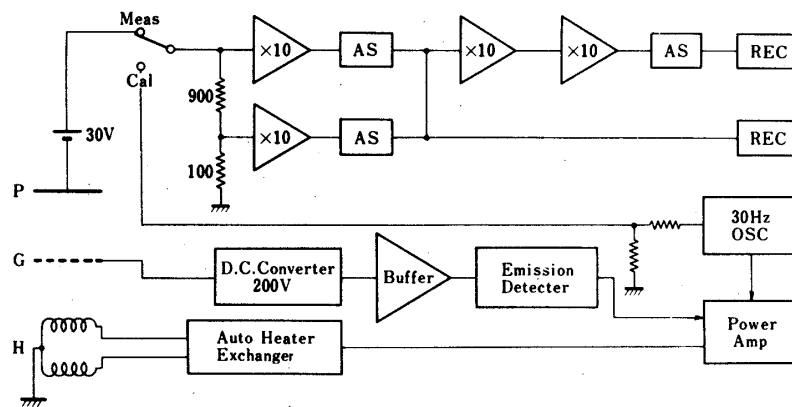 Meas
×10
AS
×10
×10
AS
REC
Cal
900
30V
×10
AS
REC
100
P
30Hz
OSC
G
D.C.Converter
200V
Buffer
Emission
Detecter
Power
Amp
H
Auto Heater
Exchanger